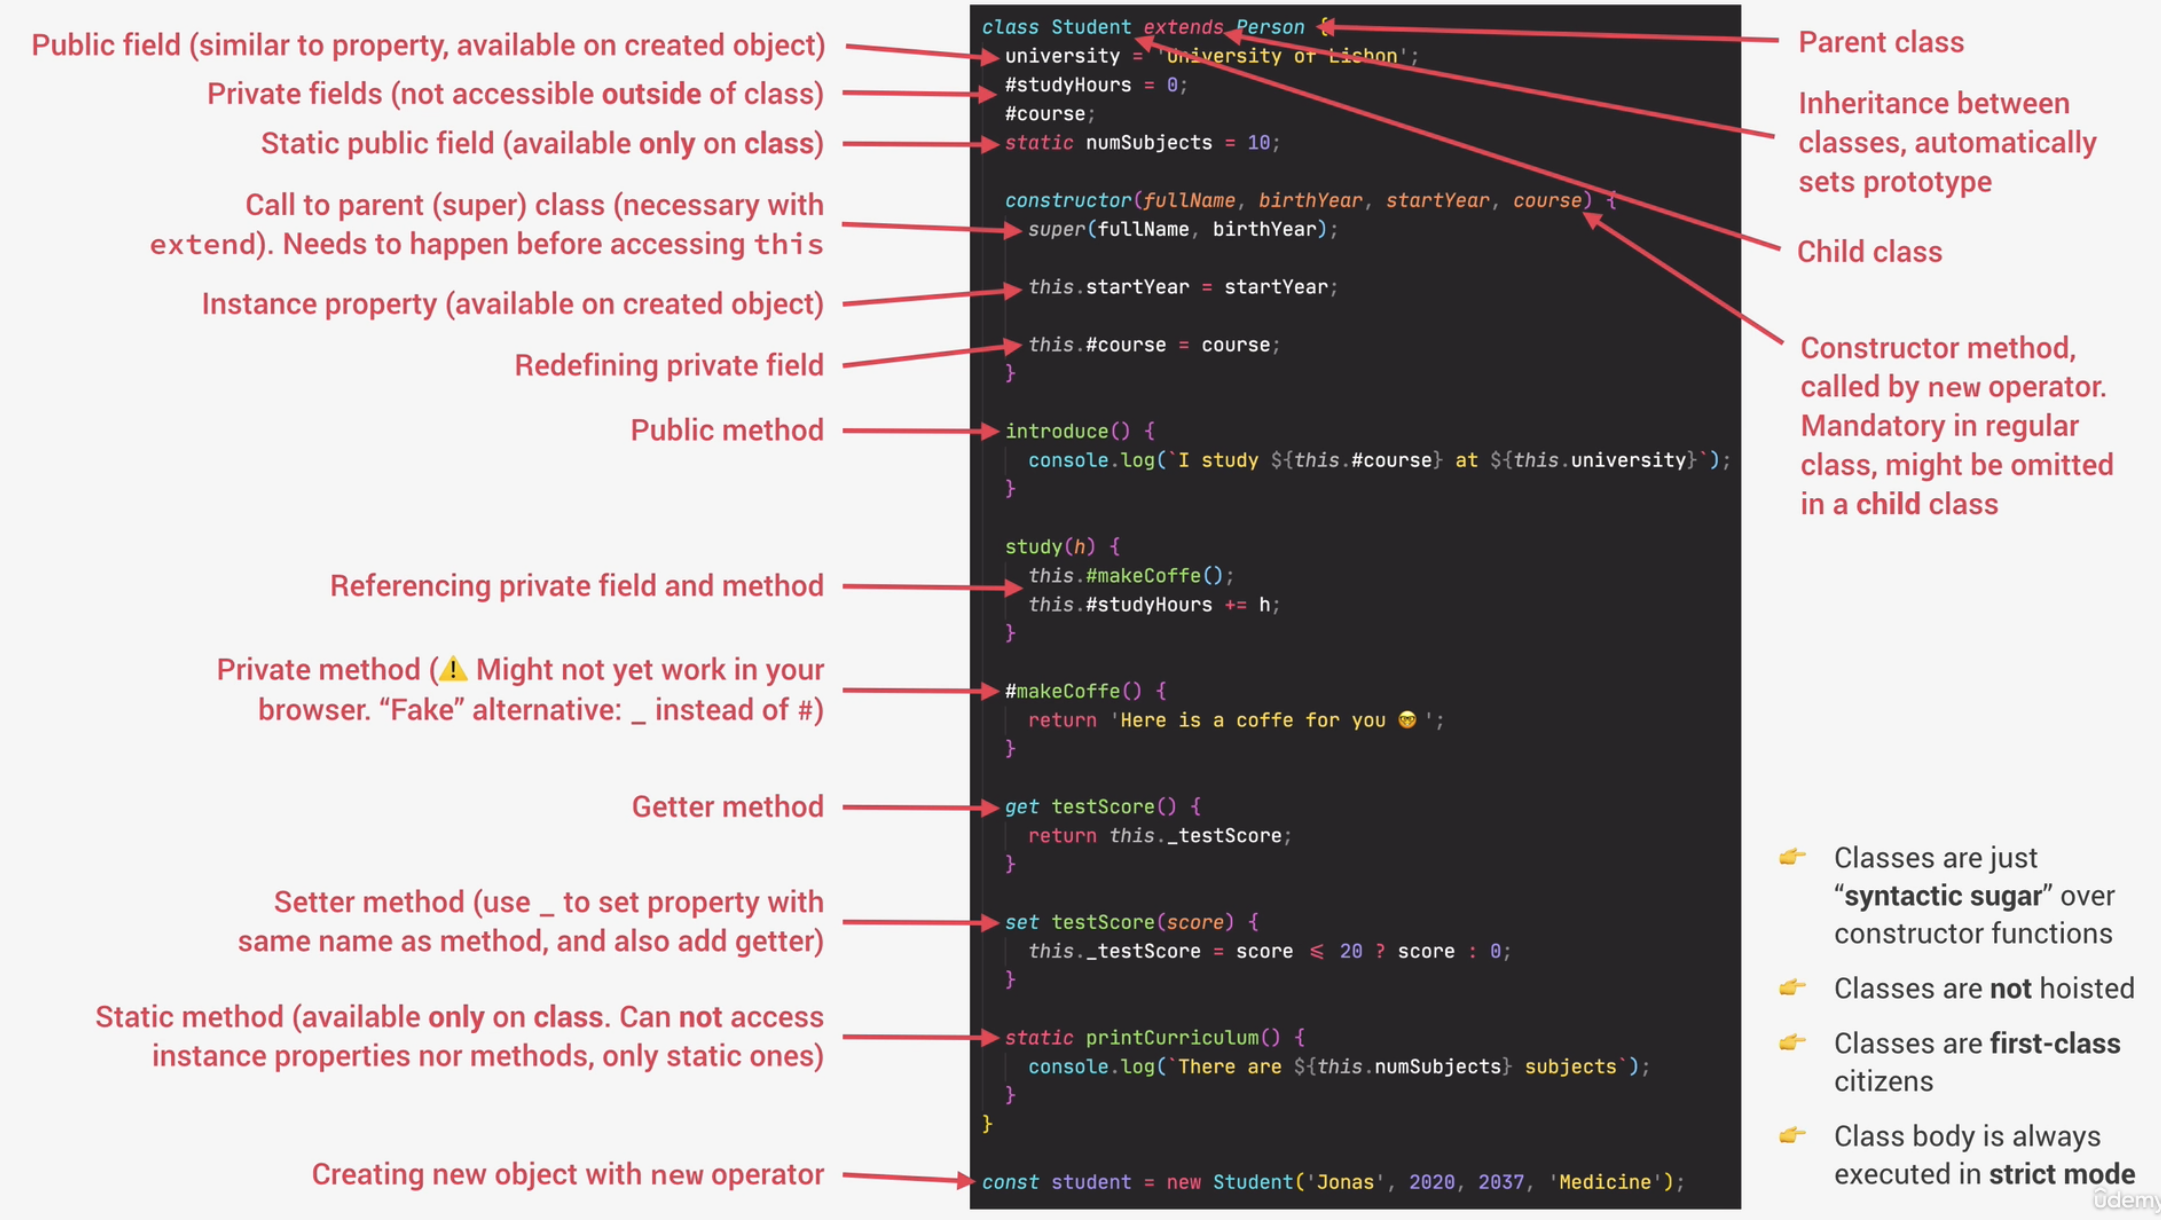 Public field (similar to property, available on created object)
Private fields (not accessible outside of class)
Static public field (available only on class)
Call to parent (super) class (necessary with
extend). Needs to happen before accessing this
Instance property (available on created object)
Redefining private field
Public method
Referencing private field and method
Private method (⚠️ Might not yet work in your
browser. “Fake” alternative: _ instead of #)
Getter method
Setter method (use _ to set property with
same name as method, and also add getter)
Static method (available only on class. Can not access
instance properties nor methods, only static ones)
Creating new object with new operator
class Student extends Person {
university = 'University of Lisbon';
#studyHours = 0;
#course;
static numSubjects = 10;
constructor(fullName, birthYear, startYear, course) {
super(fullName, birthYear);
this.startYear = startYear;
this.#course = course;
}
introduce() {
console.log(`I study ${this.#course} at ${this.university}`);
}
study(h) {
this.#makeCoffe();
this.#studyHours += h;
}
#makeCoffe() {
return 'Here is a coffe for you 🤓';
}
get testScore() {
return this._testScore;
}
set testScore(score) {
this._testScore = score ⩽ 20 ? score : 0;
}
static printCurriculum() {
console.log(`There are ${this.numSubjects} subjects`);
}
}
const student = new Student('Jonas', 2020, 2037, 'Medicine');
Parent class
Inheritance between
classes, automatically
sets prototype
Child class
Constructor method,
called by new operator.
Mandatory in regular
class, might be omitted
in a child class
👉 Classes are just
“syntactic sugar” over
constructor functions
👉 Classes are not hoisted
👉 Classes are first-class
citizens
👉 Class body is always
executed in strict mode
ûdemy